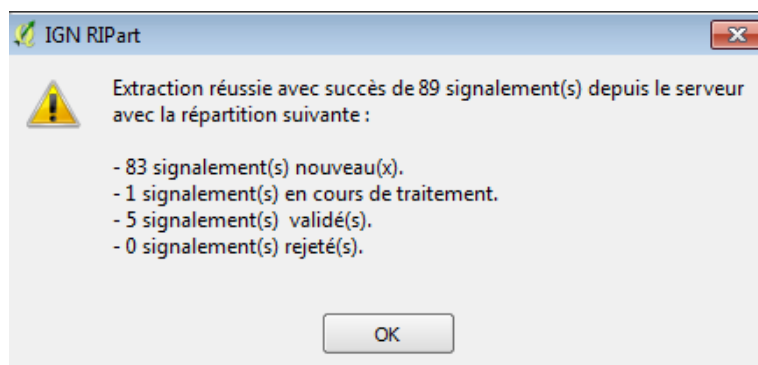 IGN RIPart
Extraction réussie avec succès de 89 signalement(s) depuis le serveur
avec la répartition suivante :
- 83 signalement(s) nouveau(x).
- 1 signalement(s) en cours de traitement.
- 5 signalement(s)  validé(s).
- 0 signalement(s) rejeté(s).
OK